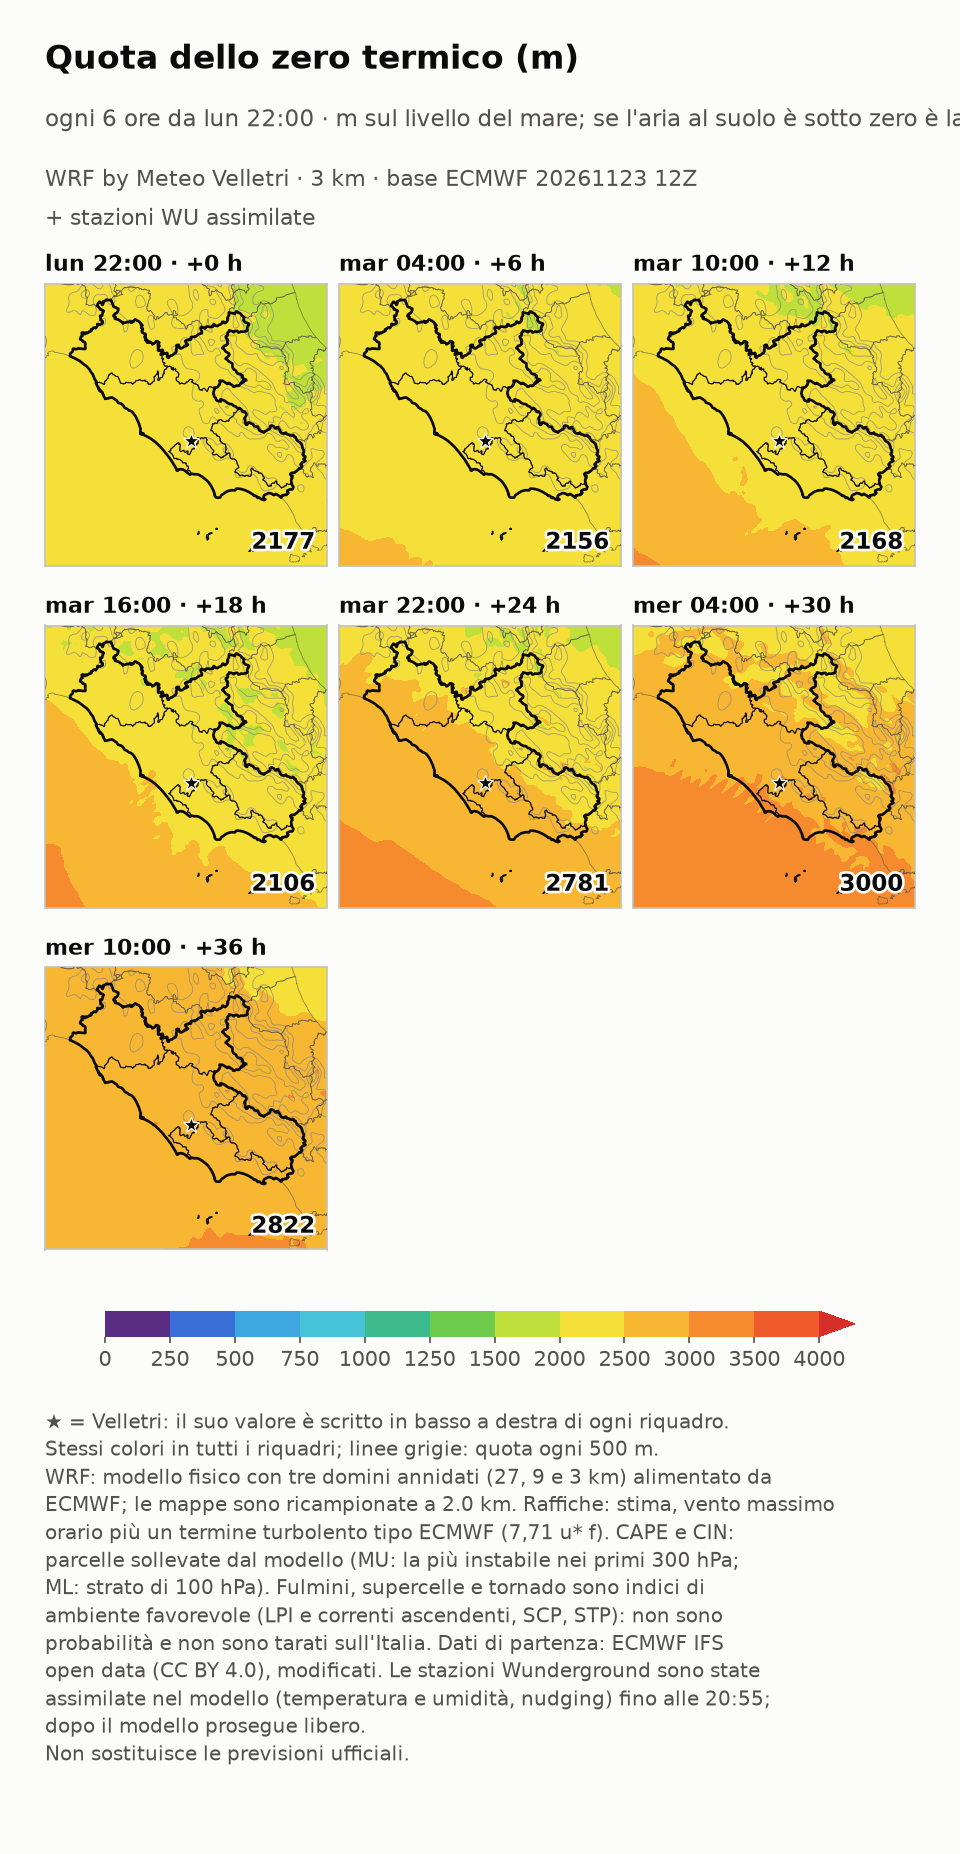 Quota dello zero termico (m)
ogni 6 ore da lun 22:00 · m sul livello del mare; se l'aria al suolo è sotto zero è la
WRF by Meteo Velletri · 3 km · base ECMWF 20261123 12Z
+ stazioni WU assimilate
lun 22:00 · +0 h mar 04:00 · +6 h mar 10:00 · +12 h
2177 2156 2168
mar 16:00 · +18 h mar 22:00 · +24 h mer 04:00 · +30 h
2106 2781 3000
mer 10:00 · +36 h
2822
0 250 500 750 1000 1250 1500 2000 2500 3000 3500 4000
★ = Velletri: il suo valore è scritto in basso a destra di ogni riquadro.
Stessi colori in tutti i riquadri; linee grigie: quota ogni 500 m.
WRF: modello fisico con tre domini annidati (27, 9 e 3 km) alimentato da
ECMWF; le mappe sono ricampionate a 2.0 km. Raffiche: stima, vento massimo
orario più un termine turbolento tipo ECMWF (7,71 u* f). CAPE e CIN:
parcelle sollevate dal modello (MU: la più instabile nei primi 300 hPa;
ML: strato di 100 hPa). Fulmini, supercelle e tornado sono indici di
ambiente favorevole (LPI e correnti ascendenti, SCP, STP): non sono
probabilità e non sono tarati sull'Italia. Dati di partenza: ECMWF IFS
open data (CC BY 4.0), modificati. Le stazioni Wunderground sono state
assimilate nel modello (temperatura e umidità, nudging) fino alle 20:55;
dopo il modello prosegue libero.
Non sostituisce le previsioni ufficiali.